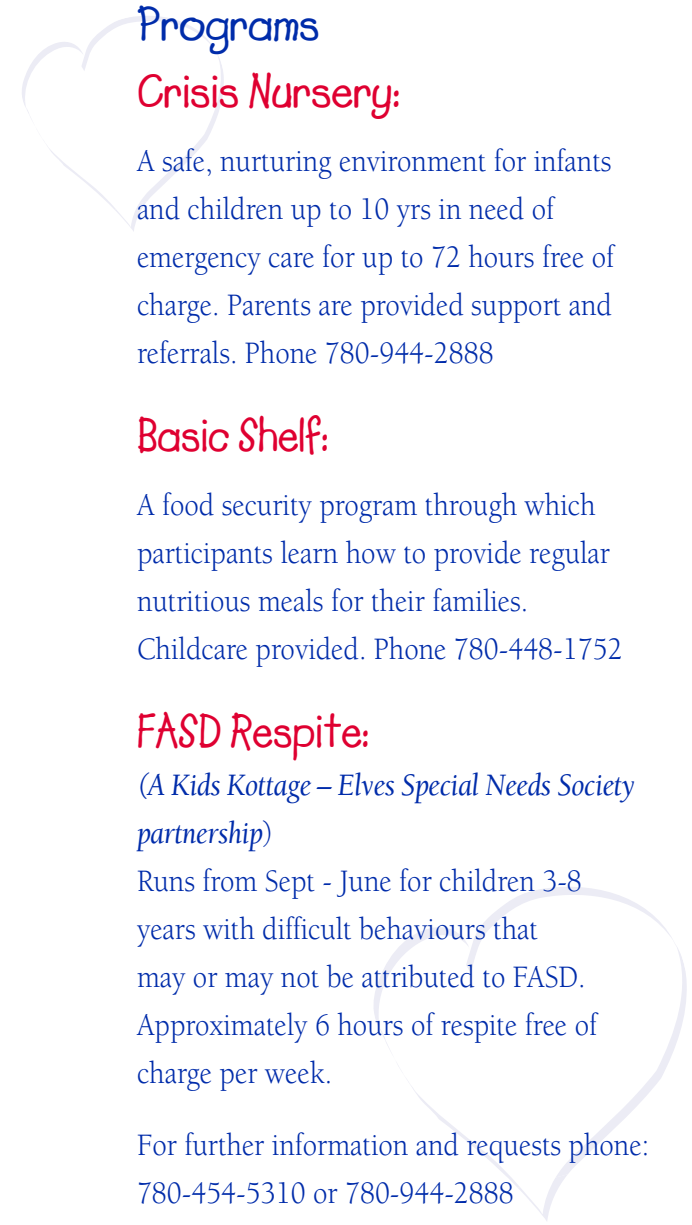 Programs
Crisis Nursery:
A safe, nurturing environment for infants
and children up to 10 yrs in need of
emergency care for up to 72 hours free of
charge. Parents are provided support and
referrals. Phone 780-944-2888
Basic Shelf:
A food security program through which
participants learn how to provide regular
nutritious meals for their families.
Childcare provided. Phone 780-448-1752
FASD Respite:
(A Kids Kottage – Elves Special Needs Society
partnership)
Runs from Sept - June for children 3-8
years with difficult behaviours that
may or may not be attributed to FASD.
Approximately 6 hours of respite free of
charge per week.
For further information and requests phone:
780-454-5310 or 780-944-2888